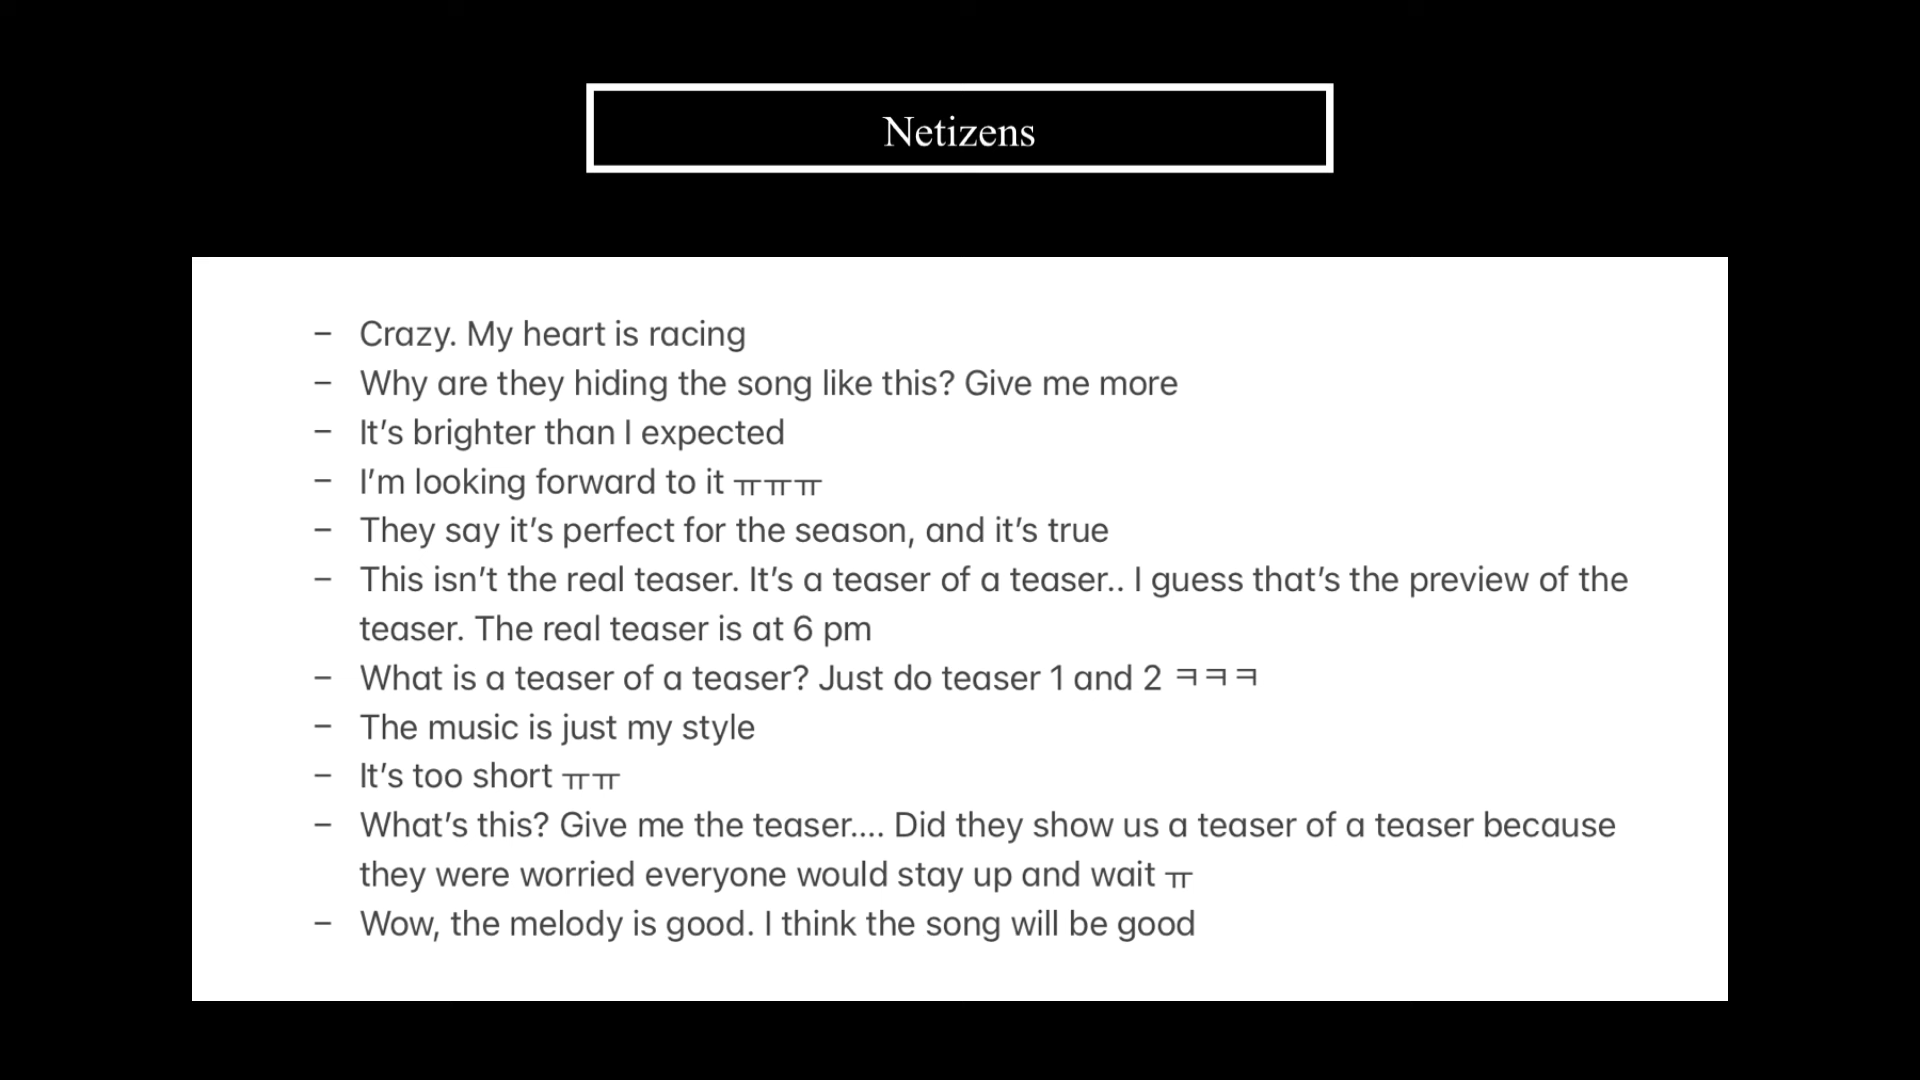 Netizens
– Crazy. My heart is racing
– Why are they hiding the song like this? Give me more
– It’s brighter than I expected
– I’m looking forward to it ㅠㅠㅠ
– They say it’s perfect for the season, and it’s true
– This isn’t the real teaser. It’s a teaser of a teaser.. I guess that’s the preview of the
teaser. The real teaser is at 6 pm
– What is a teaser of a teaser? Just do teaser 1 and 2 ㅋㅋㅋ
– The music is just my style
– It’s too short ㅠㅠ
– What’s this? Give me the teaser.... Did they show us a teaser of a teaser because
they were worried everyone would stay up and wait ㅠ
– Wow, the melody is good. I think the song will be good